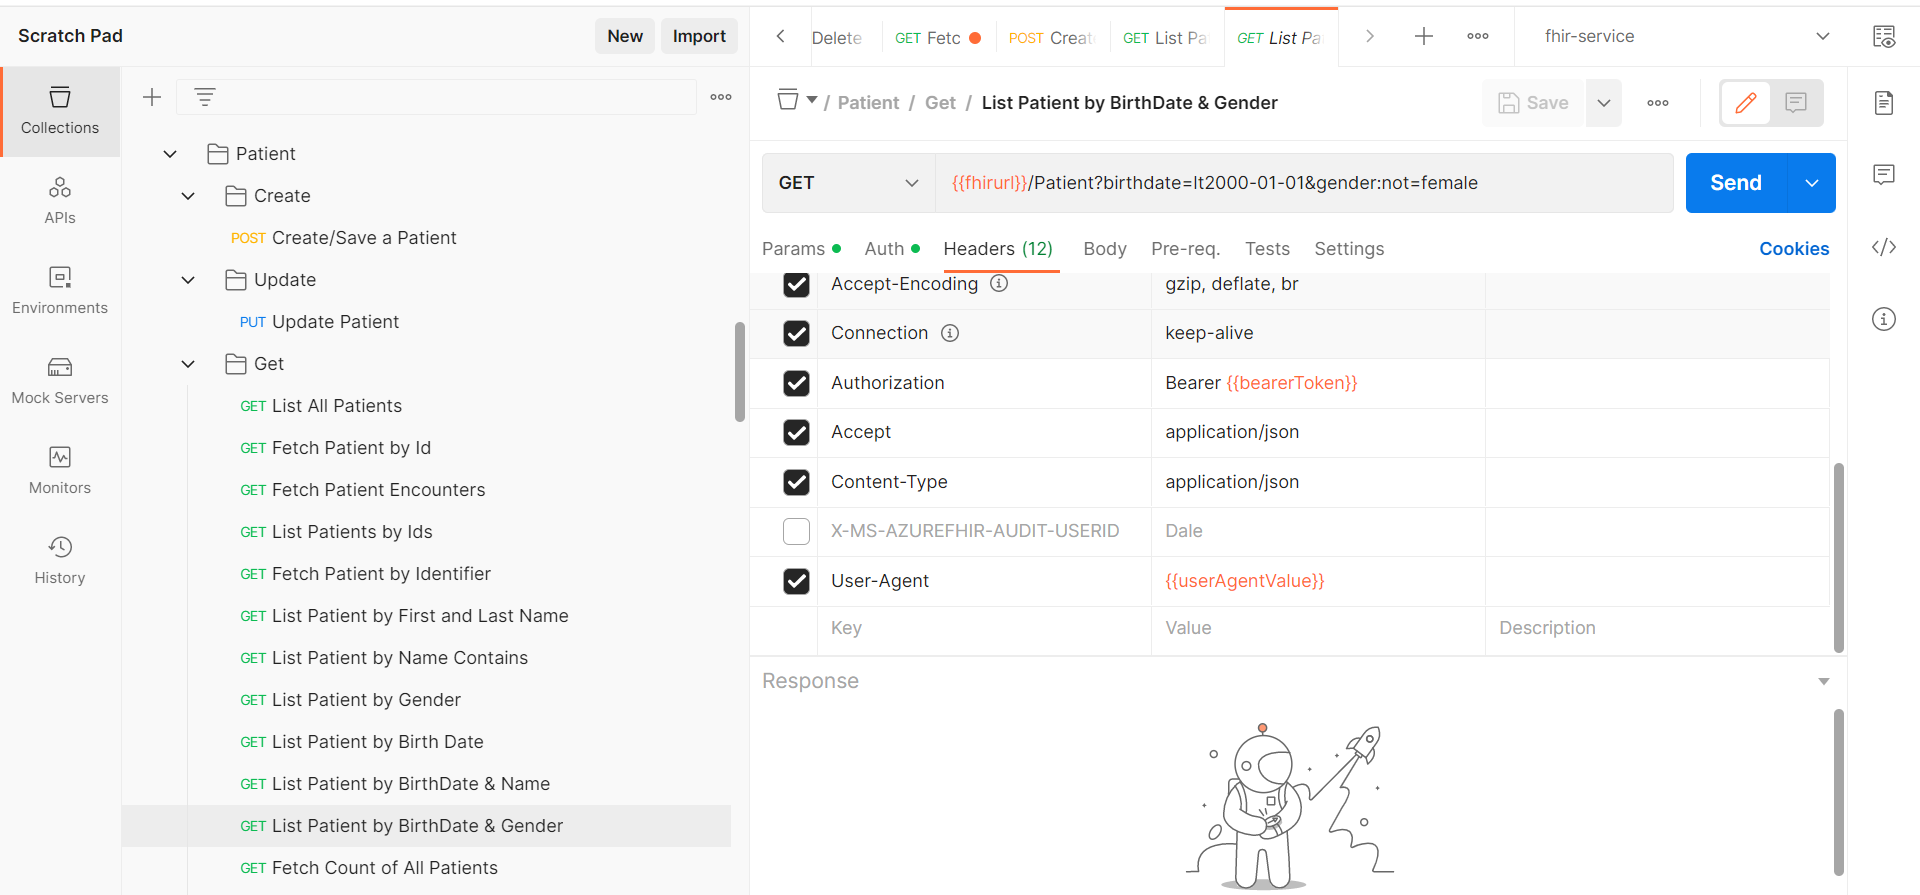 Scratch Pad
New
Import
Delete
GET Fetc
POST Creat
GET List Pa
GET List Pa
fhir-service
Collections
APIs
Environments
Mock Servers
Monitors
History
Patient
Create
POST Create/Save a Patient
Update
PUT Update Patient
Get
GET List All Patients
GET Fetch Patient by Id
GET Fetch Patient Encounters
GET List Patients by Ids
GET Fetch Patient by Identifier
GET List Patient by First and Last Name
GET List Patient by Name Contains
GET List Patient by Gender
GET List Patient by Birth Date
GET List Patient by BirthDate & Name
GET List Patient by BirthDate & Gender
GET Fetch Count of All Patients
/ Patient / Get / List Patient by BirthDate & Gender
Save
GET
{{fhirurl}}/Patient?birthdate=lt2000-01-01&gender:not=female
Send
Params
Auth
Headers (12)
Body
Pre-req.
Tests
Settings
Cookies
Accept-Encoding gzip, deflate, br
Connection keep-alive
Authorization Bearer {{bearerToken}}
Accept application/json
Content-Type application/json
X-MS-AZUREFHIR-AUDIT-USERID Dale
User-Agent {{userAgentValue}}
Key Value Description
Response